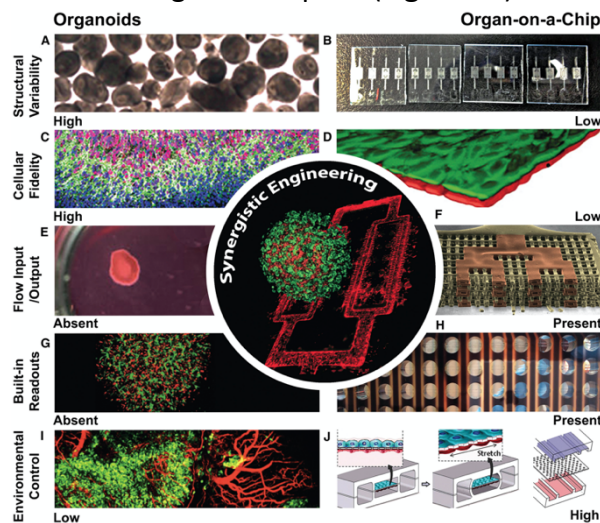 Organoids
Organ-on-a-Chip
A
B
Structural
Variability
High
Low
C
D
Cellular
Fidelity
High
Low
Synergistic Engineering
E
F
Flow Input
/Output
Absent
Present
G
H
Built-in
Readouts
Absent
Present
I
J
Stretch
Environmental
Control
Low
High